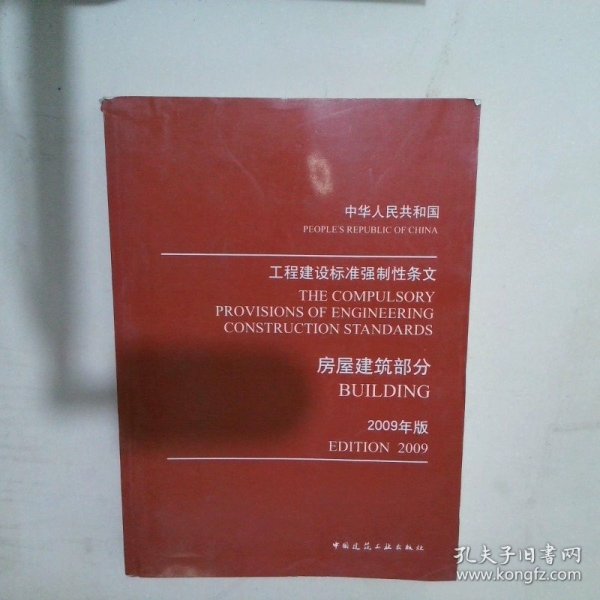 中华人民共和国
PEOPLE'S REPUBLIC OF CHINA
工程建设标准强制性条文
THE COMPULSORY
PROVISIONS OF ENGINEERING
CONSTRUCTION STANDARDS
房屋建筑部分
BUILDING
2009年版
EDITION 2009
中国建筑工业出版社
孔夫子旧书网
www.kongfz.com